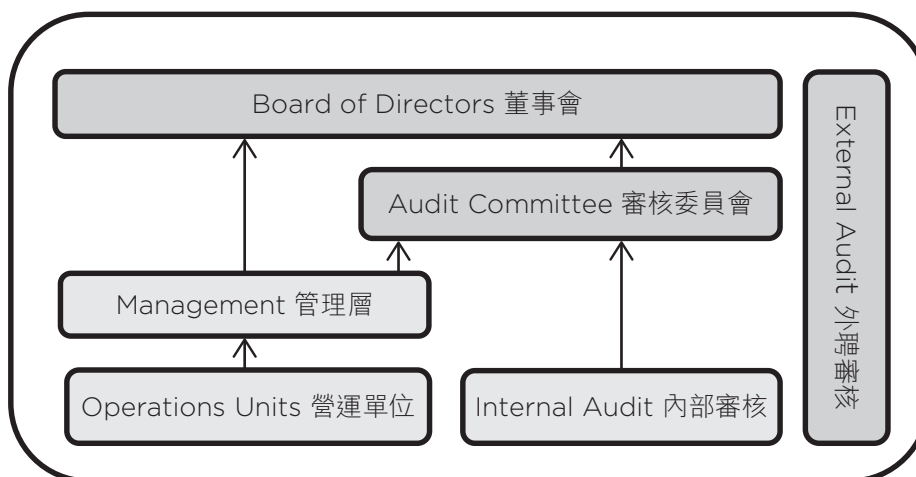 Board of Directors 董事會
Audit Committee 審核委員會
Management 管理層
Operations Units 營運單位
Internal Audit 內部審核
External Audit 外聘審核